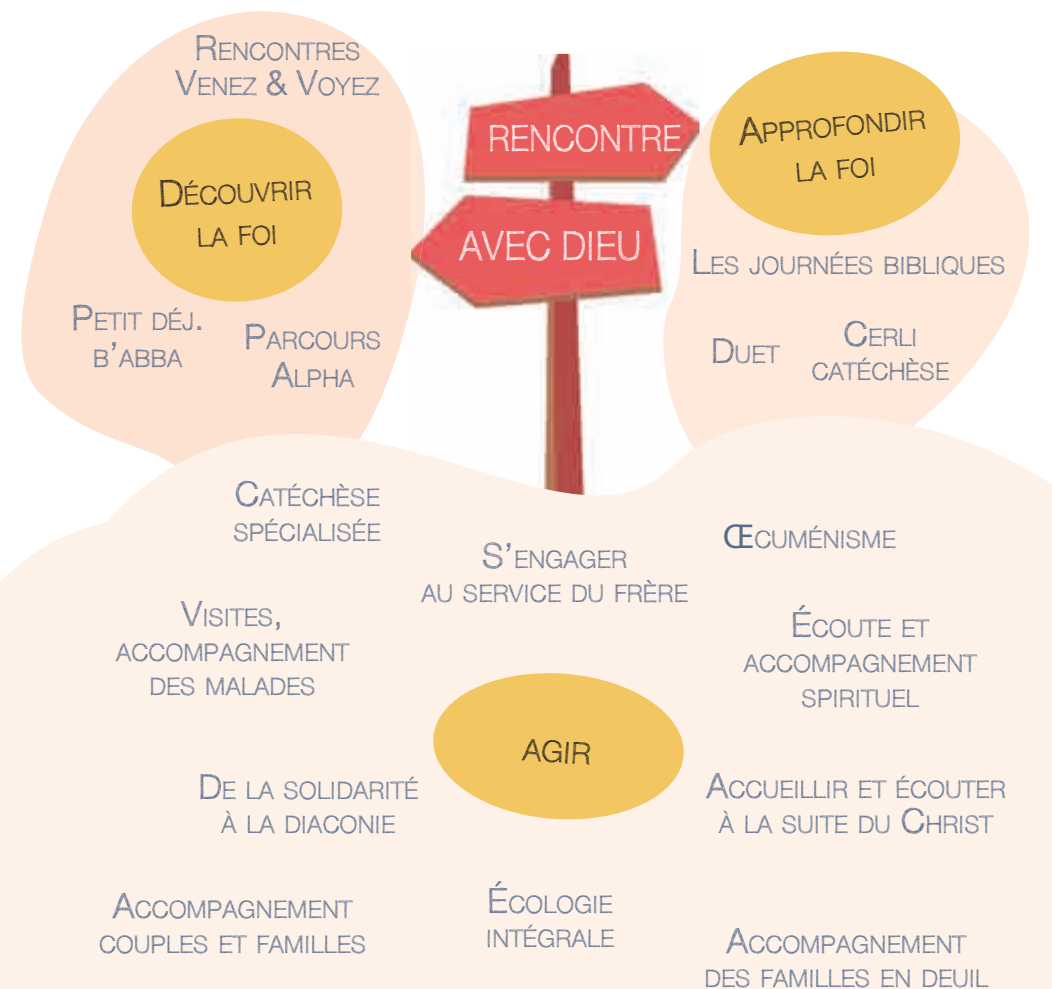 Rencontres
Venez & Voyez
Découvrir
la foi
Petit déj.
b'abba
Parcours
Alpha
RENCONTRE
AVEC DIEU
Approfondir
la foi
Les journées bibliques
Duet
Cerli
catéchèse
Catéchèse
spécialisée
S'engager
au service du frère
Œcuménisme
Visites,
accompagnement
des malades
Écoute et
accompagnement
spirituel
AGIR
De la solidarité
à la diaconie
Accueillir et écouter
à la suite du Christ
Accompagnement
couples et familles
Écologie
intégrale
Accompagnement
des familles en deuil